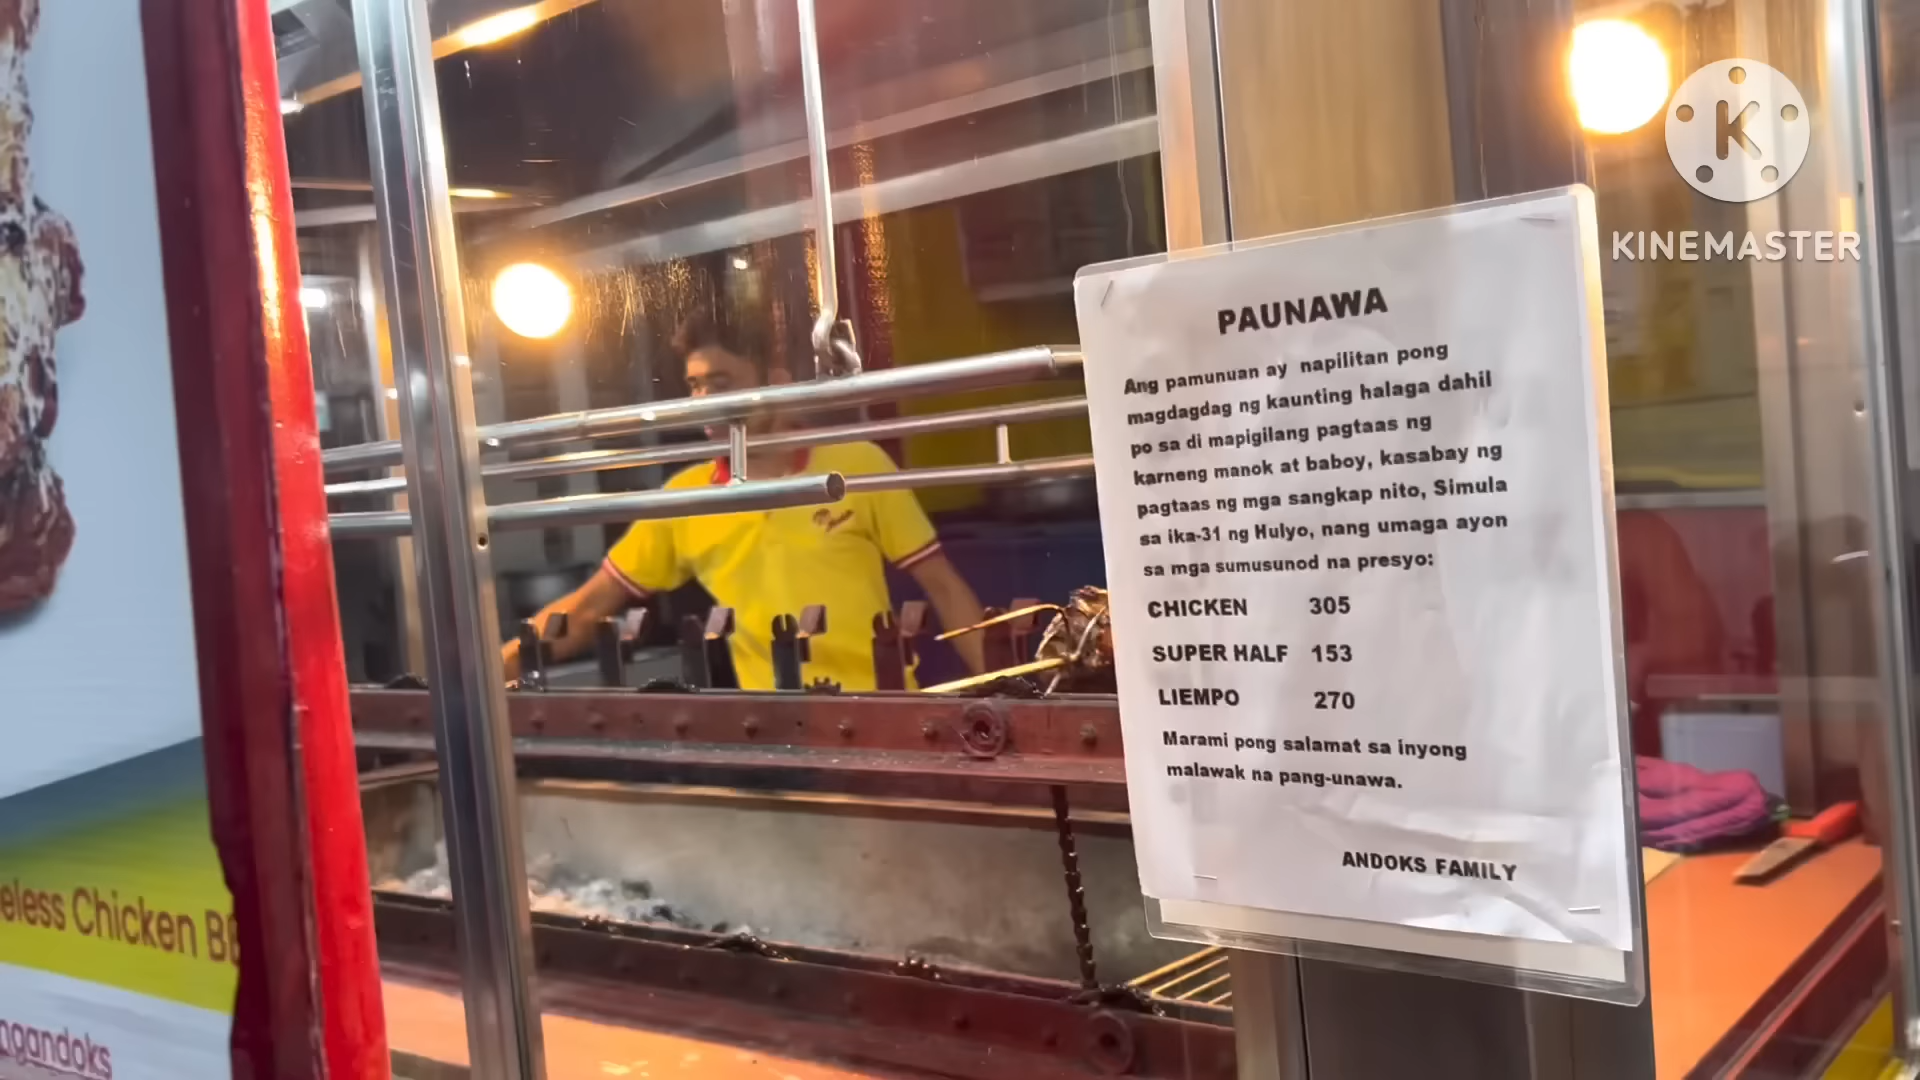 KINEMASTER
PAUNAWA
Ang pamunuan ay napilitan pong
magdagdag ng kaunting halaga dahil
po sa di mapigilang pagtaas ng
karneng manok at baboy, kasabay ng
pagtaas ng mga sangkap nito, Simula
sa ika-31 ng Hulyo, nang umaga ayon
sa mga sumusunod na presyo:
CHICKEN 305
SUPER HALF 153
LIEMPO 270
Marami pong salamat sa inyong
malawak na pang-unawa.
ANDOKS FAMILY
eless Chicken BB
ngandoks